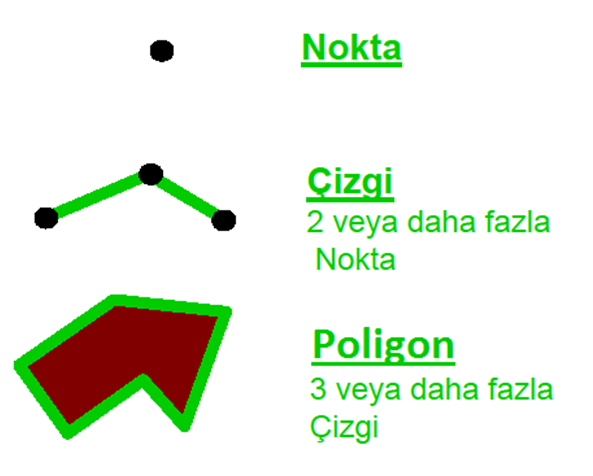 Nokta
Çizgi
2 veya daha fazla
Nokta
Poligon
3 veya daha fazla
Çizgi